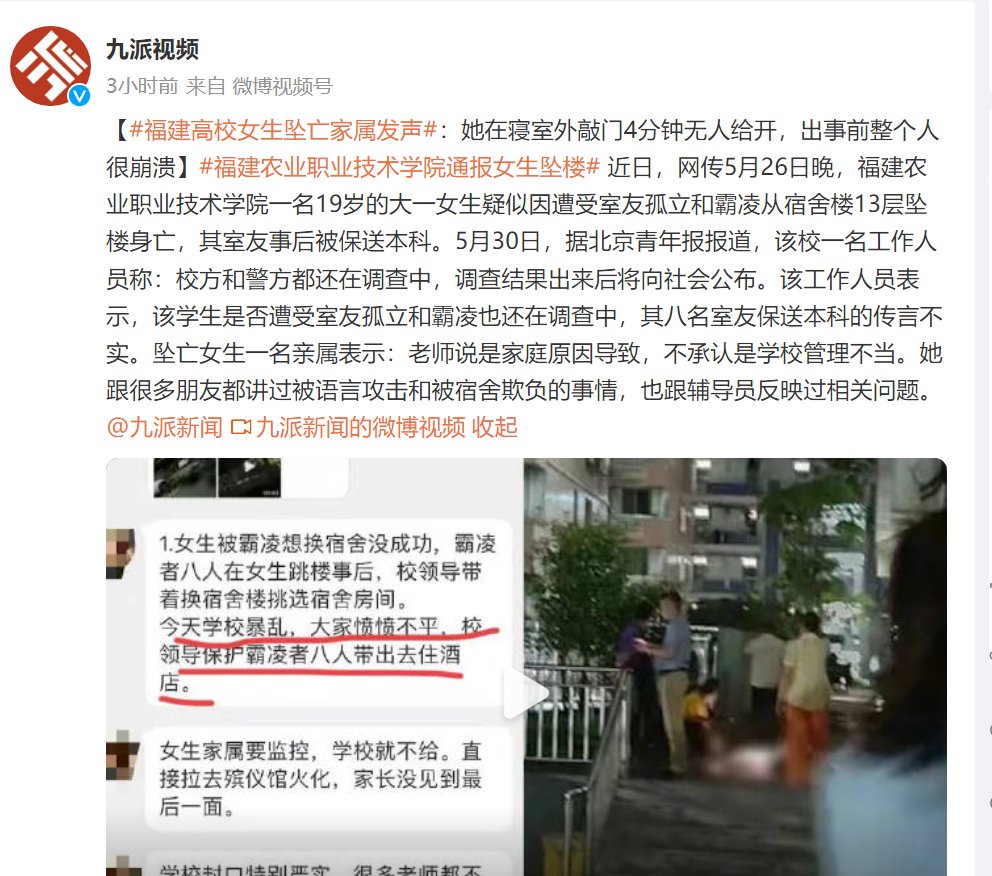 九派视频
3小时前 来自 微博视频号
【#福建高校女生坠亡家属发声#：她在寝室外敲门4分钟无人给开，出事前整个人
很崩溃】#福建农业职业技术学院通报女生坠楼# 近日，网传5月26日晚，福建农
业职业技术学院一名19岁的大一女生疑似因遭受室友孤立和霸凌从宿舍楼13层坠
楼身亡，其室友事后被保送本科。5月30日，据北京青年报报道，该校一名工作人
员称：校方和警方都还在调查中，调查结果出来后将向社会公布。该工作人员表
示，该学生是否遭受室友孤立和霸凌也还在调查中，其八名室友保送本科的传言不
实。坠亡女生一名亲属表示：老师说是家庭原因导致，不承认是学校管理不当。她
跟很多朋友都讲过被语言攻击和被宿舍欺负的事情，也跟辅导员反映过相关问题。
@九派新闻 九派新闻的微博视频 收起
1.女生被霸凌想换宿舍没成功，霸凌
者八人在女生跳楼事后，校领导带
着换宿舍楼挑选宿舍房间。
今天学校暴乱，大家愤愤不平，校
领导保护霸凌者八人带出去住酒
店。
女生家属要监控，学校就不给。直
接拉去殡仪馆火化，家长没见到最
后一面。
学校封口特别严实，很多老师都不